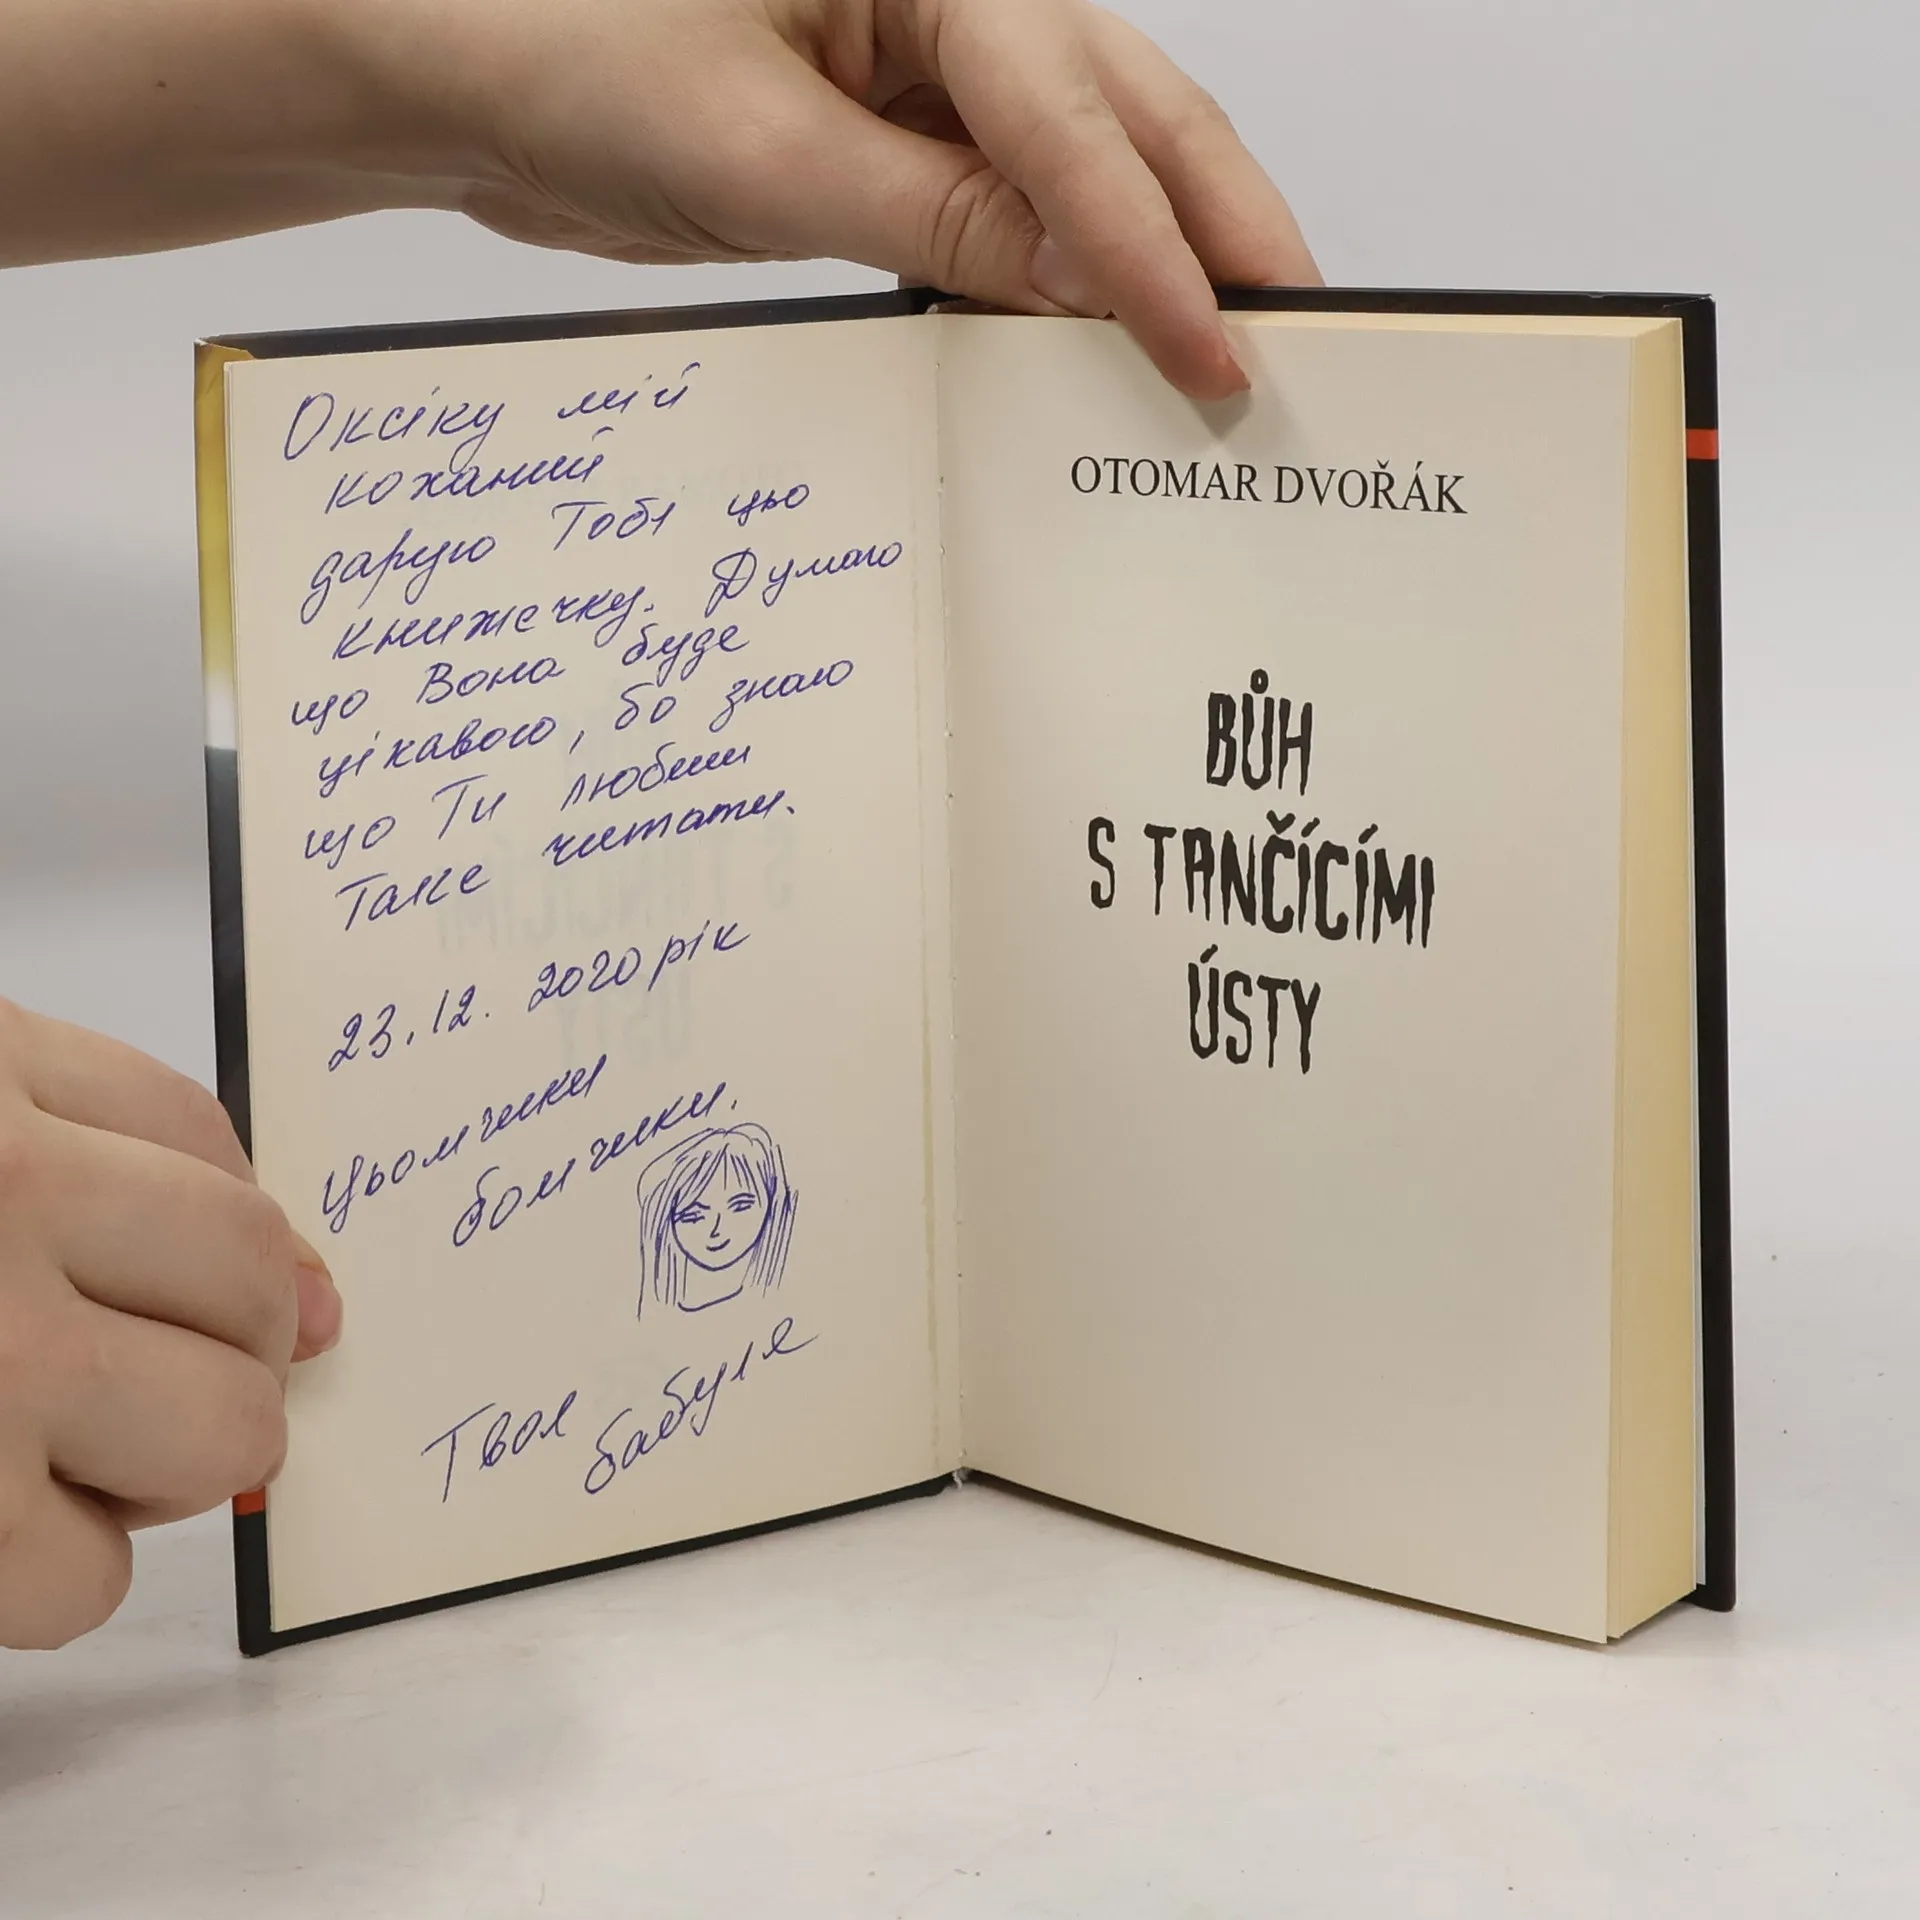 Оксіку мій
коханий
дарую Тобі цьо
книжечку. Думаю
що Вона буде
цікавою, бо знаю
що Ти любиш
таке читати.
23.12. 2020 рік
Цьомчики
бомчики.
Твоя бабуля
OTOMAR DVOŘÁK
BŮH
S TANČÍCÍMI
ÚSTY